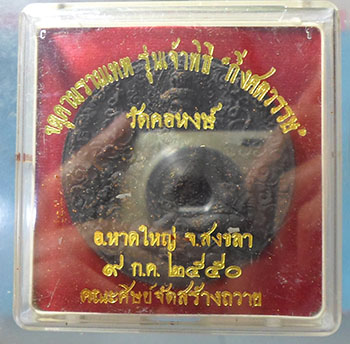 จตุคามรามเทพ รุ่นเจ้าพิธี "กึ่งศตวรรษ"
วัดคอหงษ์
อ.หาดใหญ่ จ.สงขลา
๙ ก.ค. ๒๕๕๐
คณะศิษย์จัดสร้างถวาย